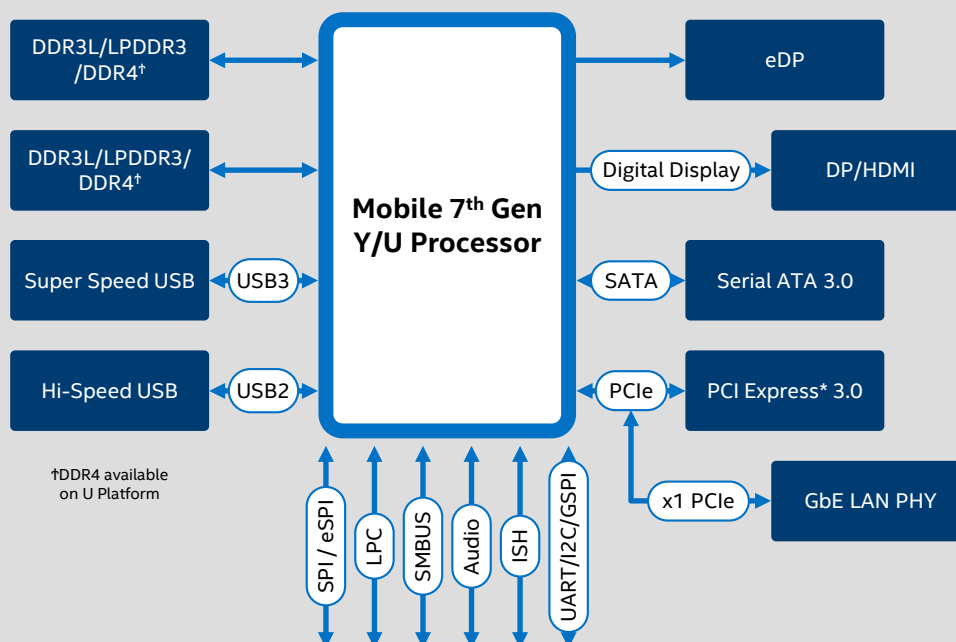 DDR3L/LPDDR3
/DDR4†
eDP
DDR3L/LPDDR3/
DDR4†
Digital Display
DP/HDMI
Mobile 7th Gen
Y/U Processor
Super Speed USB
USB3
SATA
Serial ATA 3.0
Hi-Speed USB
USB2
PCIe
PCI Express* 3.0
†DDR4 available
on U Platform
x1 PCIe
GbE LAN PHY
SPI / eSPI
LPC
SMBUS
Audio
ISH
UART/I2C/GSPI